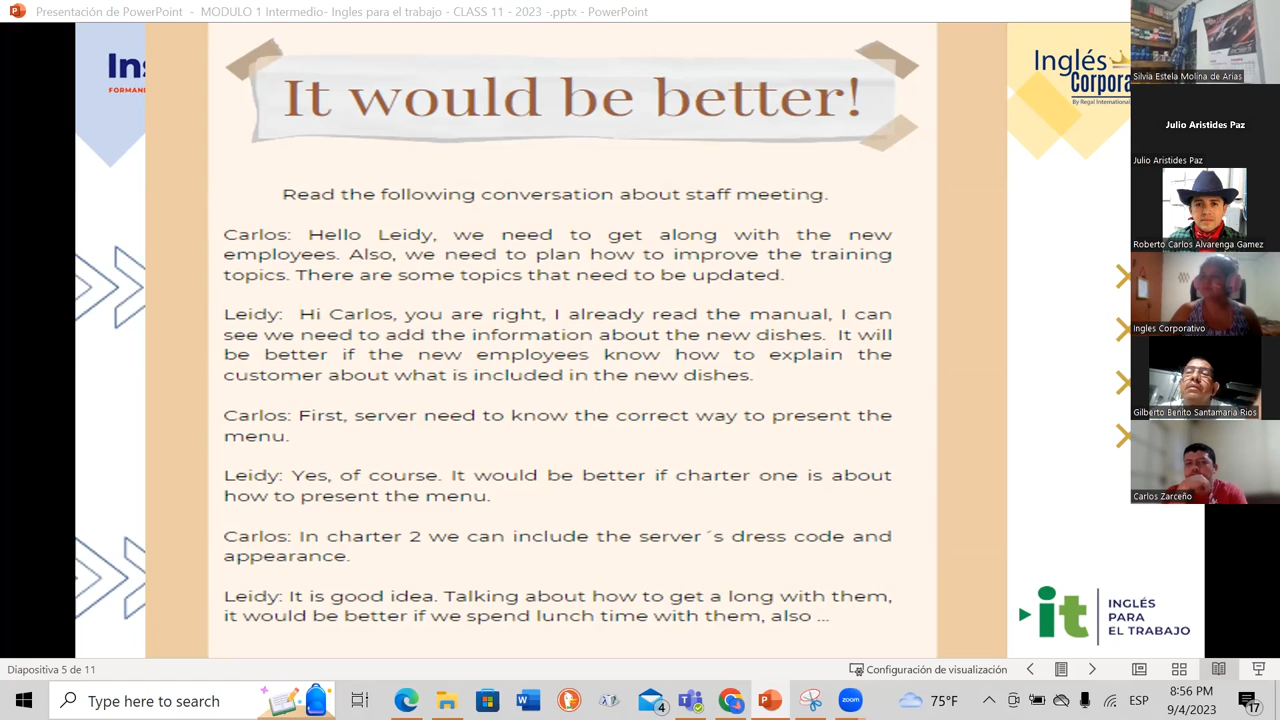 Presentación de PowerPoint - MODULO 1 Intermedio- Ingles para el trabajo - CLASS 11 - 2023 -.pptx - PowerPoint
Ins
FORMAN
It would be better!
Inglés
Corpora
By Regal International
Read the following conversation about staff meeting.
Carlos: Hello Leidy, we need to get along with the new
employees. Also, we need to plan how to improve the training
topics. There are some topics that need to be updated.
Leidy: Hi Carlos, you are right, I already read the manual, I can
see we need to add the information about the new dishes. It will
be better if the new employees know how to explain the
customer about what is included in the new dishes.
Carlos: First, server need to know the correct way to present the
menu.
Leidy: Yes, of course. It would be better if charter one is about
how to present the menu.
Carlos: In charter 2 we can include the server´s dress code and
appearance.
Leidy: It is good idea. Talking about how to get a long with them,
it would be better if we spend lunch time with them, also ...
it
INGLÉS
PARA
EL TRABAJO
Silvia Estela Molina de Arias
Julio Aristides Paz
Julio Aristides Paz
Roberto Carlos Alvarenga Gamez
Ingles Corporativo
Gilberto Benito Santamaria Rios
Carlos Zarceño
Diapositiva 5 de 11
Configuración de visualización
Type here to search
4
zoom
75°F
ESP
8:56 PM
9/4/2023
17